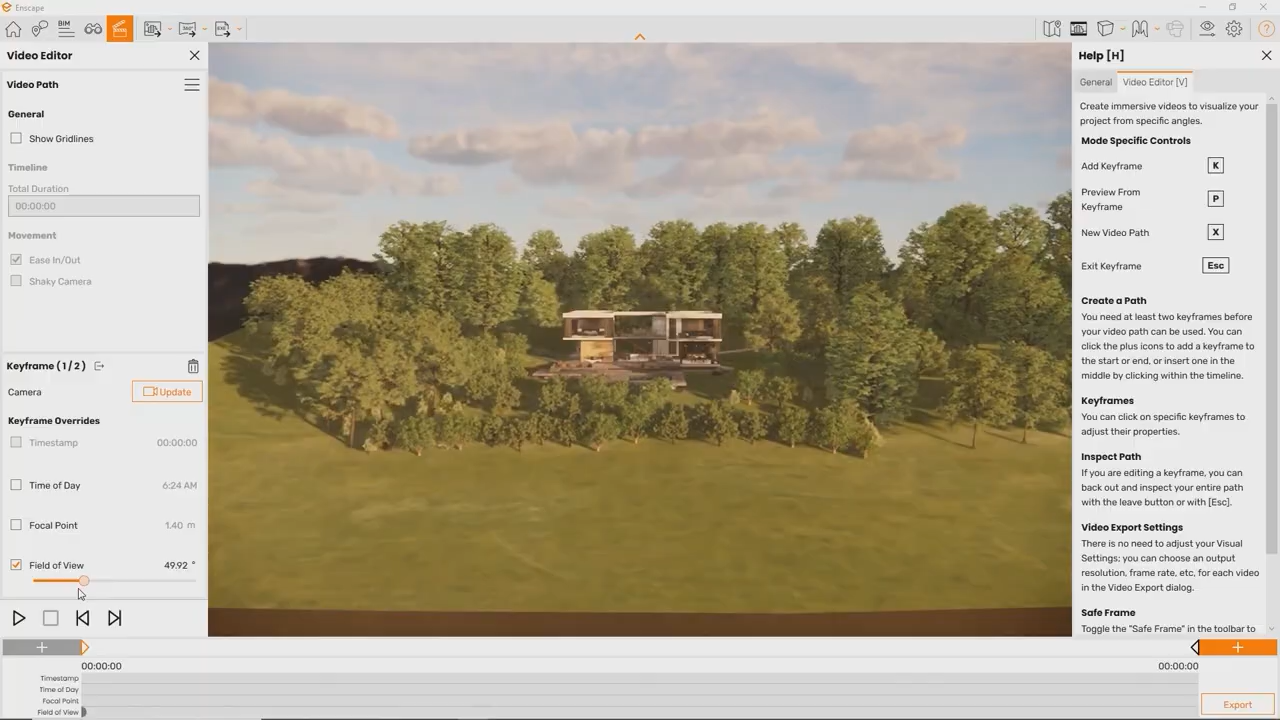 Enscape
BIM
360°
EXE
Video Editor
Video Path
General
Show Gridlines
Timeline
Total Duration
00:00:00
Movement
Ease In/Out
Shaky Camera
Keyframe ( 1 / 2 )
Camera
Update
Keyframe Overrides
Timestamp 00:00:00
Time of Day 6:24 AM
Focal Point 1.40 m
Field of View 49.92 °
Help [H]
General Video Editor [V]
Create immersive videos to visualize your
project from specific angles.
Mode Specific Controls
Add Keyframe K
Preview From
Keyframe P
New Video Path X
Exit Keyframe Esc
Create a Path
You need at least two keyframes before
your video path can be used. You can
click the plus icons to add a keyframe to
the start or end, or insert one in the
middle by clicking within the timeline.
Keyframes
You can click on specific keyframes to
adjust their properties.
Inspect Path
If you are editing a keyframe, you can
back out and inspect your entire path
with the leave button or with [Esc].
Video Export Settings
There is no need to adjust your Visual
Settings; you can choose an output
resolution, frame rate, etc, for each video
in the Video Export dialog.
Safe Frame
Toggle the "Safe Frame" in the toolbar to
00:00:00 00:00:00
Timestamp
Time of Day
Focal Point
Field of View
Export